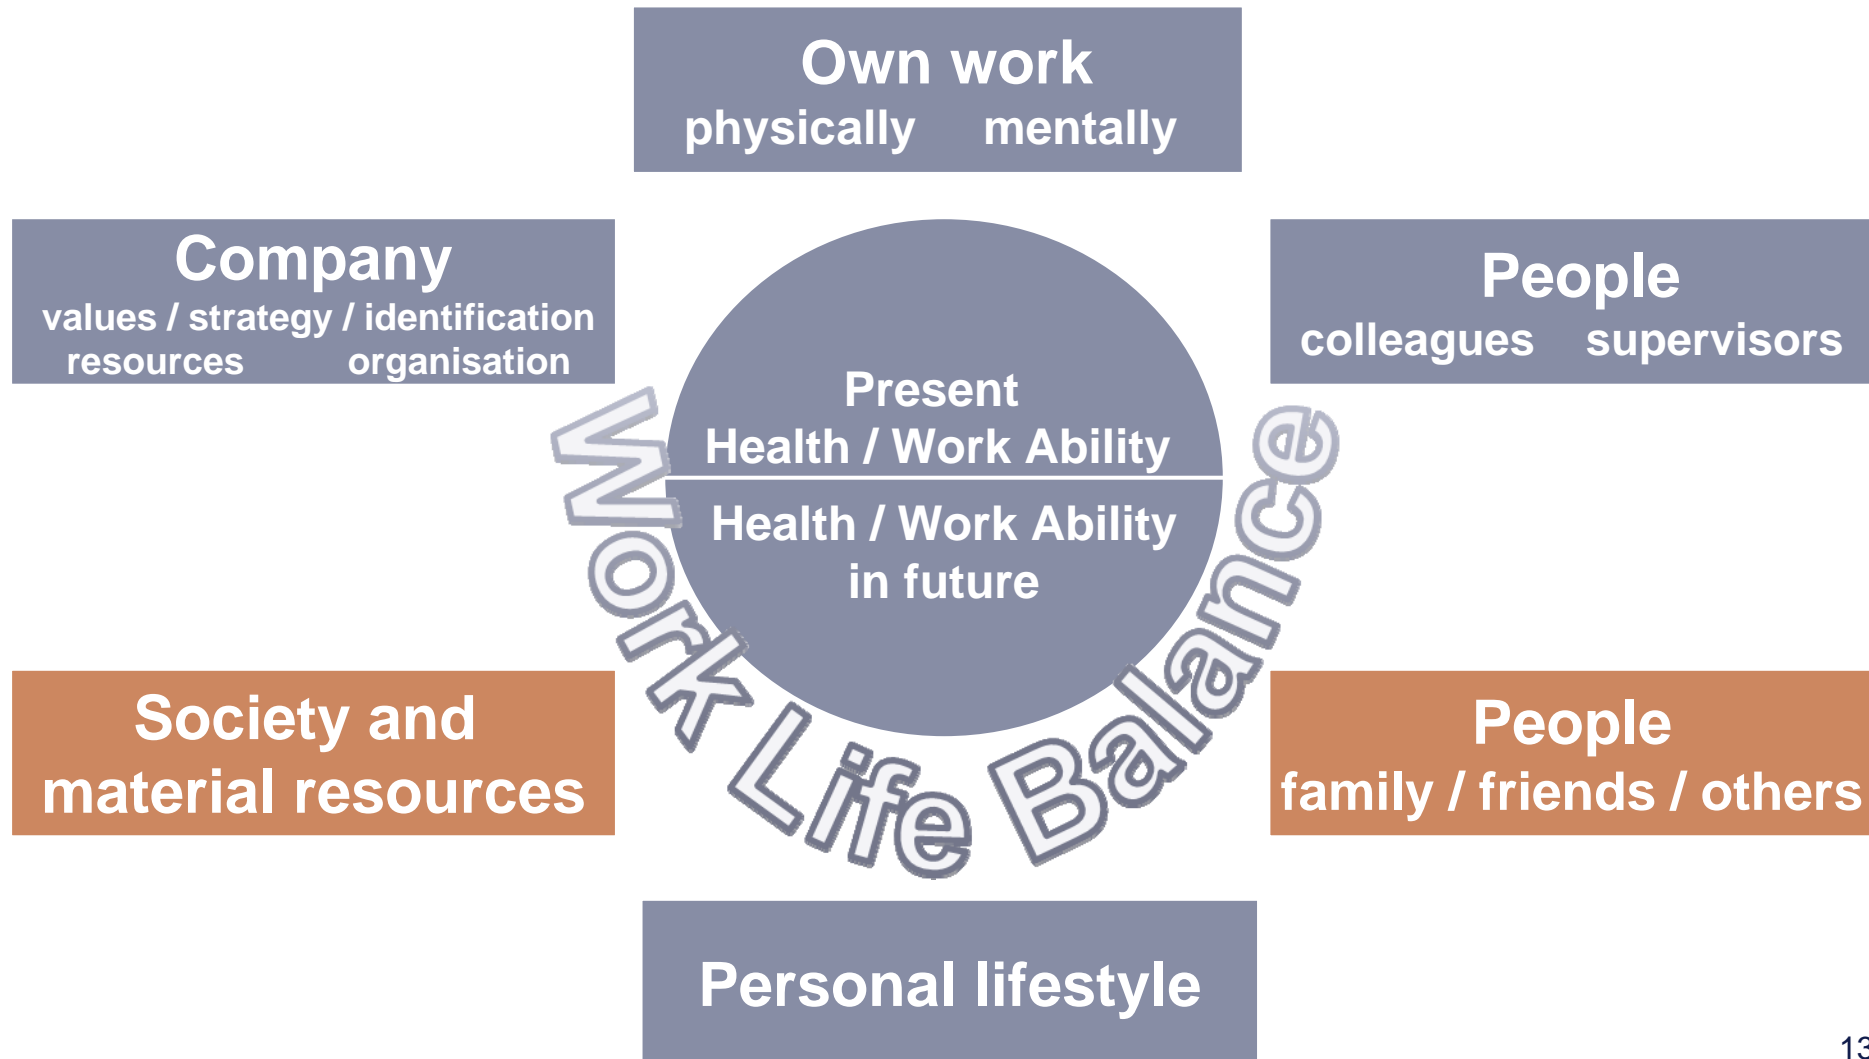 Own work
physically mentally
Company
values / strategy / identification
resources organisation
People
colleagues supervisors
Present
Health / Work Ability
Health / Work Ability
in future
Work Life Balance
Society and
material resources
People
family / friends / others
Personal lifestyle
13